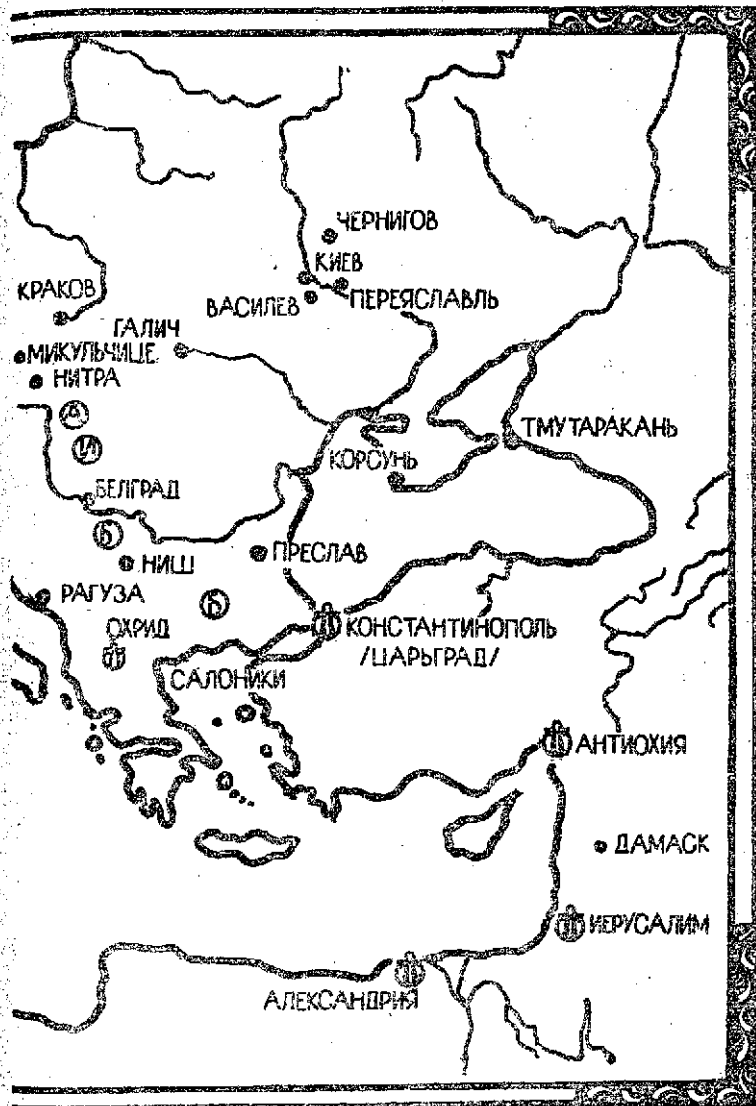 ЧЕРНИГОВ
КИЕВ
КРАКОВ
ВАСИЛЕВ
ПЕРЕЯСЛАВЛЬ
ГАЛИЧ
МИКУЛЬЧИЦЕ
НИТРА
А
И
ТМУТАРАКАНЬ
КОРСУНЬ
БЕЛГРАД
Б
НИШ
ПРЕСЛАВ
РАГУЗА
Б
ОХРИД
П
П
КОНСТАНТИНОПОЛЬ
/ЦАРЬГРАД/
САЛОНИКИ
П
АНТИОХИЯ
ДАМАСК
П
ИЕРУСАЛИМ
П
АЛЕКСАНДРИЯ